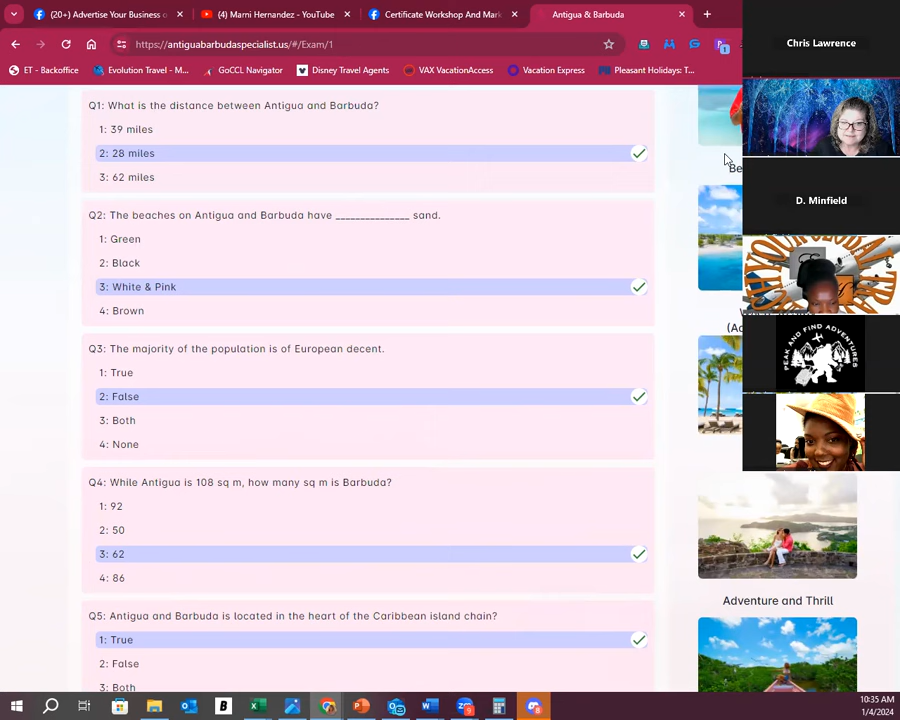 (20+) Advertise Your Business o
(4) Marni Hernandez - YouTube
Certificate Workshop And Mark
Antigua & Barbuda
https://antiguabarbudaspecialist.us/#/Exam/1
ET - Backoffice
Evolution Travel - M...
GoCCL Navigator
Disney Travel Agents
VAX VacationAccess
Vacation Express
Pleasant Holidays: T...
Chris Lawrence
D. Minfield
PEAK AND FIND ADVENTURES
Q1: What is the distance between Antigua and Barbuda?
1: 39 miles
2: 28 miles
3: 62 miles
Q2: The beaches on Antigua and Barbuda have _______________ sand.
1: Green
2: Black
3: White & Pink
4: Brown
Q3: The majority of the population is of European decent.
1: True
2: False
3: Both
4: None
Q4: While Antigua is 108 sq m, how many sq m is Barbuda?
1: 92
2: 50
3: 62
4: 86
Q5: Antigua and Barbuda is located in the heart of the Caribbean island chain?
1: True
2: False
3: Both
Be
Adventure and Thrill
10:35 AM
1/4/2024